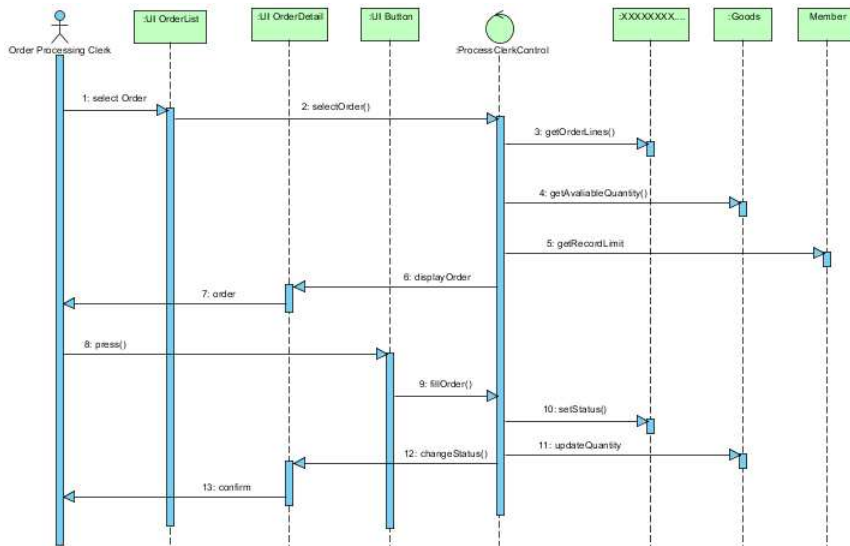 :UI OrderList
:UI OrderDetail
:UI Button
:XXXXXXXX....
:Goods
Member
Order Processing Clerk
:ProcessClerkControl
1: select Order
2: selectOrder()
3: getOrderLines()
4: getAvaliableQuantity()
5: getRecordLimit
6: displayOrder
7: order
8: press()
9: fillOrder()
10: setStatus()
11: updateQuantity
12: changeStatus()
13: confirm